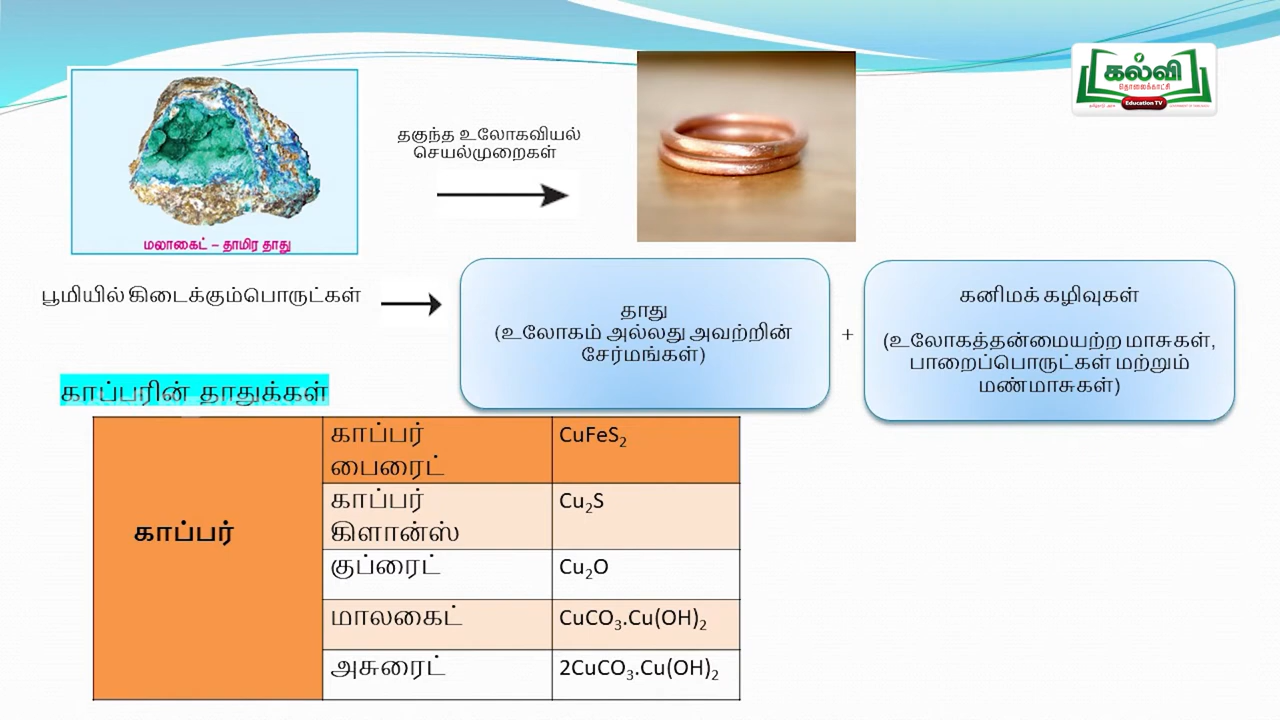 கல்வி
தொலைக்காட்சி
Education TV
தகுந்த உலோகவியல்
செயல்முறைகள்
மலாகைட் – தாமிர தாது
பூமியில் கிடைக்கும்பொருட்கள்
தாது
(உலோகம் அல்லது அவற்றின்
சேர்மங்கள்)
+
கனிமக் கழிவுகள்
(உலோகத்தன்மையற்ற மாசுகள்,
பாறைப்பொருட்கள் மற்றும்
மண்மாசுகள்)
காப்பரின் தாதுக்கள்
காப்பர்
காப்பர்
பைரைட்
CuFeS₂
காப்பர்
கிளான்ஸ்
Cu₂S
குப்ரைட்
Cu₂O
மாலகைட்
CuCO₃.Cu(OH)₂
அசுரைட்
2CuCO₃.Cu(OH)₂